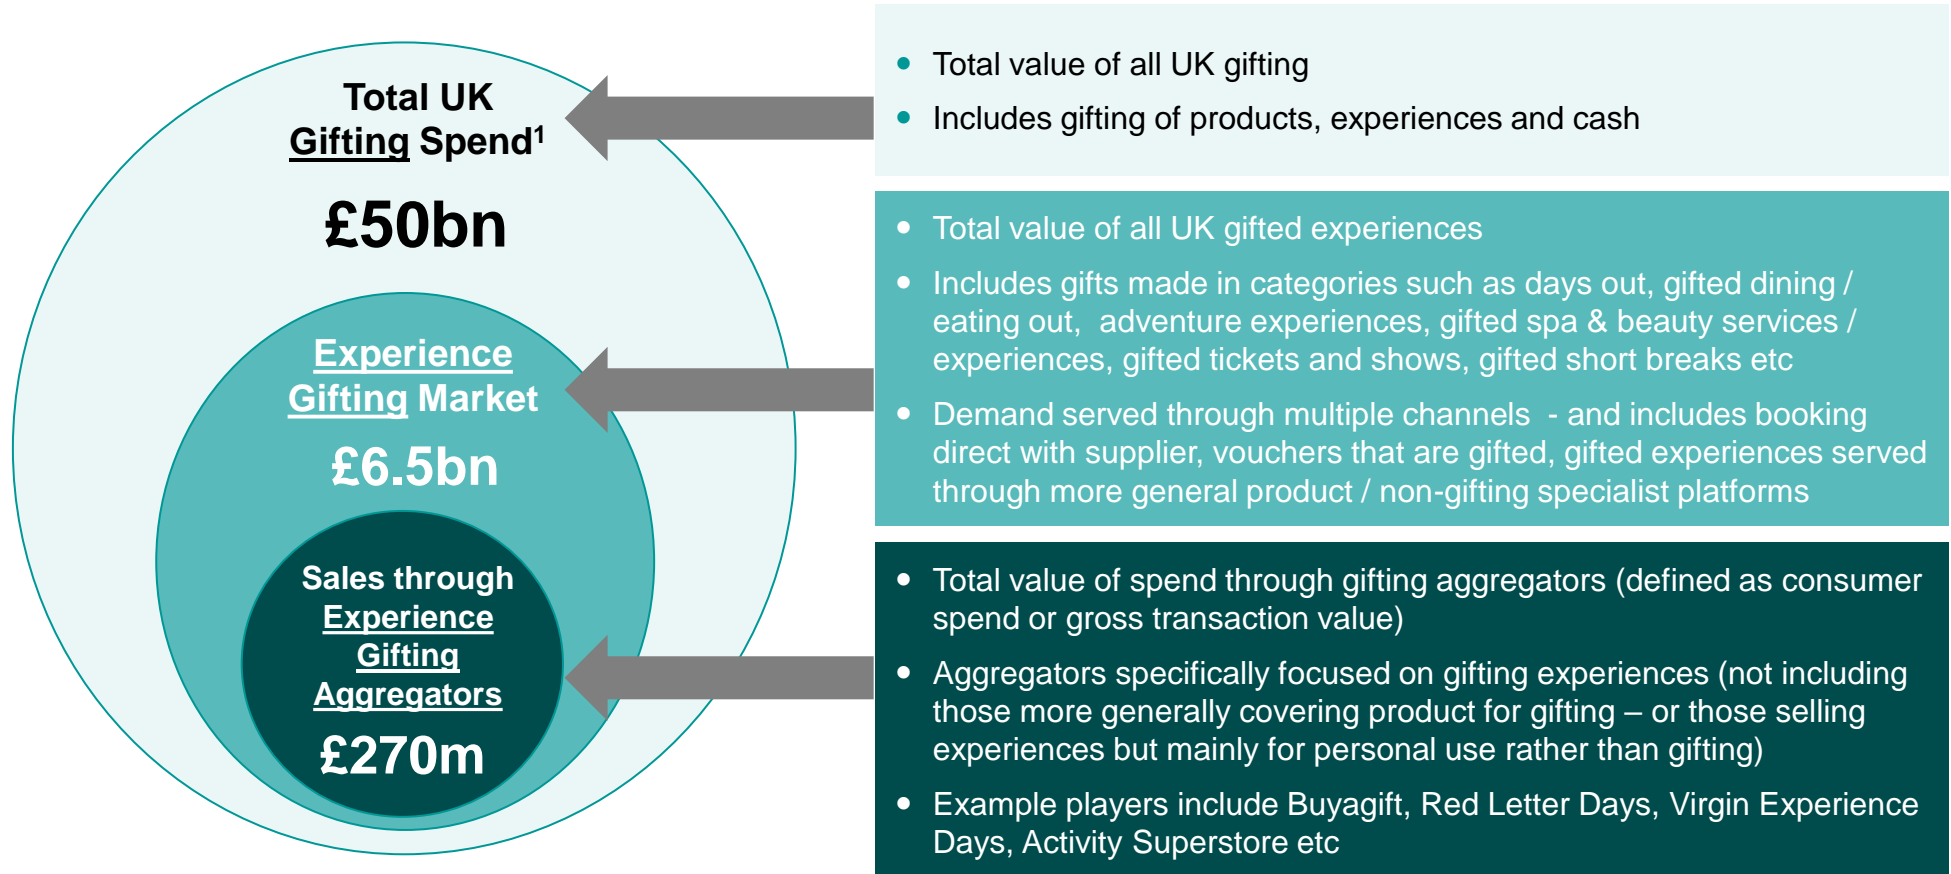 Total UK
Gifting Spend¹
£50bn
Experience
Gifting Market
£6.5bn
Sales through
Experience
Gifting
Aggregators
£270m
• Total value of all UK gifting
• Includes gifting of products, experiences and cash
• Total value of all UK gifted experiences
• Includes gifts made in categories such as days out, gifted dining /
eating out,  adventure experiences, gifted spa & beauty services /
experiences, gifted tickets and shows, gifted short breaks etc
• Demand served through multiple channels  - and includes booking
direct with supplier, vouchers that are gifted, gifted experiences served
through more general product / non-gifting specialist platforms
• Total value of spend through gifting aggregators (defined as consumer
spend or gross transaction value)
• Aggregators specifically focused on gifting experiences (not including
those more generally covering product for gifting – or those selling
experiences but mainly for personal use rather than gifting)
• Example players include Buyagift, Red Letter Days, Virgin Experience
Days, Activity Superstore etc